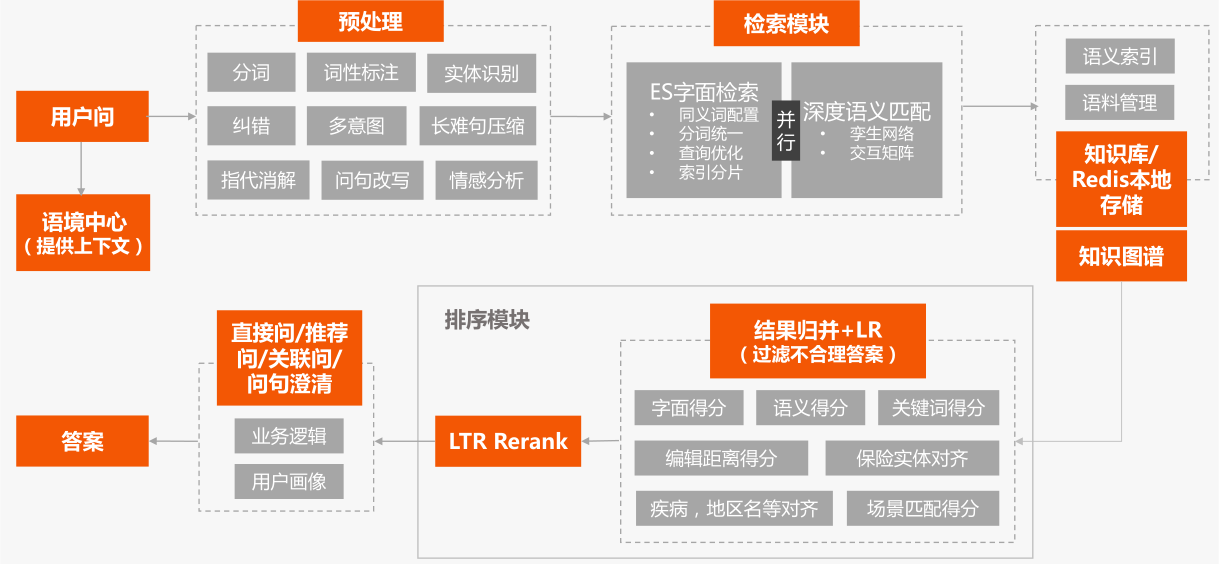 用户问
语境中心
（提供上下文）
预处理
分词
词性标注
实体识别
纠错
多意图
长难句压缩
指代消解
问句改写
情感分析
检索模块
ES字面检索
• 同义词配置
• 分词统一
• 查询优化
• 索引分片
并
行
深度语义匹配
• 孪生网络
• 交互矩阵
语义索引
语料管理
知识库/
Redis本地
存储
知识图谱
排序模块
结果归并+LR
（过滤不合理答案）
字面得分
语义得分
关键词得分
编辑距离得分
保险实体对齐
疾病，地区名等对齐
场景匹配得分
LTR Rerank
直接问/推荐
问/关联问/
问句澄清
业务逻辑
用户画像
答案